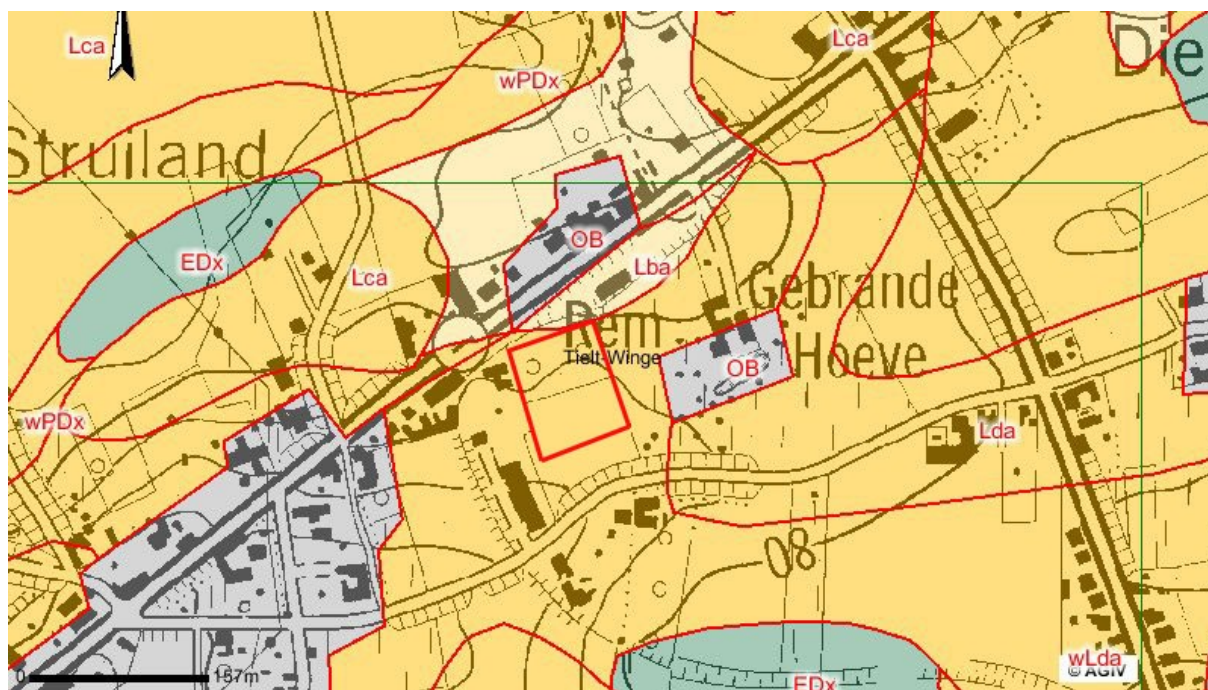 Lca
Lca
Die
wPDx
Struiland
OB
EDx
Lca
Lba
Gebrande
Rem
Tielt-Winge
Hoeve
OB
wPDx
Lda
08
wLda
0 157m
© AGIV
EDx